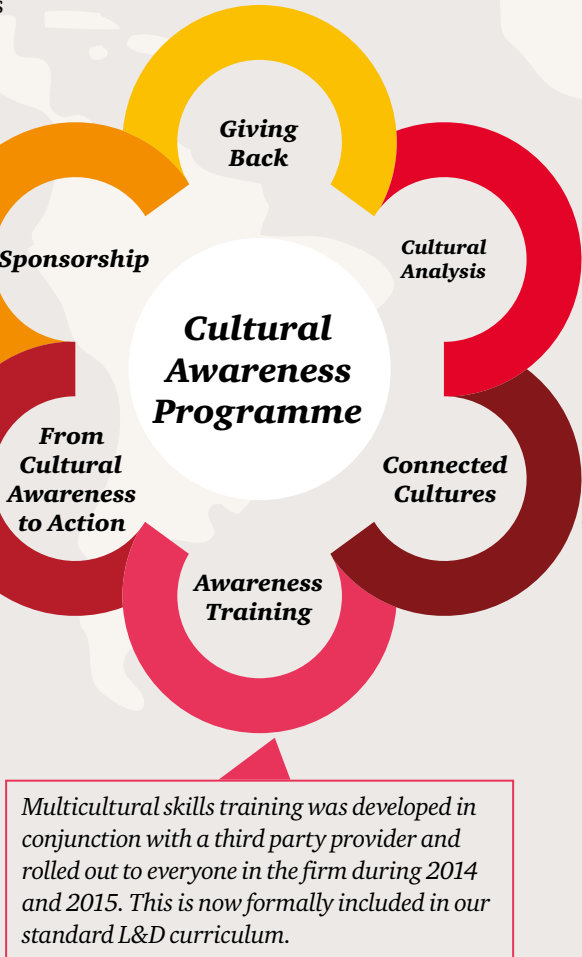 Giving
Back
Cultural
Analysis
Sponsorship
Cultural
Awareness
Programme
From
Cultural
Awareness
to Action
Connected
Cultures
Awareness
Training
Multicultural skills training was developed in
conjunction with a third party provider and
rolled out to everyone in the firm during 2014
and 2015. This is now formally included in our
standard L&D curriculum.